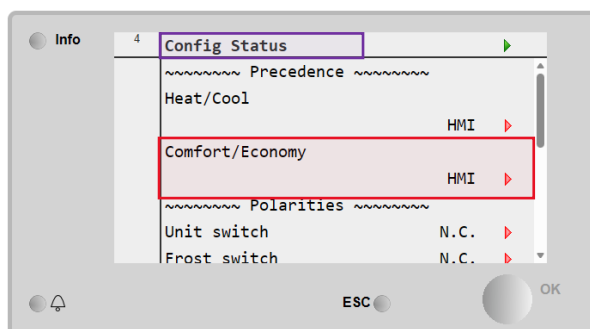 Info
4
Config Status
~~~~~~~~ Precedence ~~~~~~~~
Heat/Cool
HMI
Comfort/Economy
HMI
~~~~~~~~ Polarities ~~~~~~~~
Unit switch N.C.
Frost switch N.C.
ESC
OK